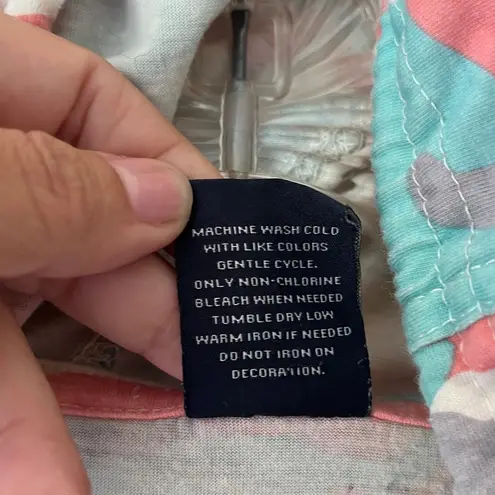 MACHINE WASH COLD
WITH LIKE COLORS
GENTLE CYCLE.
ONLY NON-CHLORINE
BLEACH WHEN NEEDED
TUMBLE DRY LOW
WARM IRON IF NEEDED
DO NOT IRON ON
DECORATION.